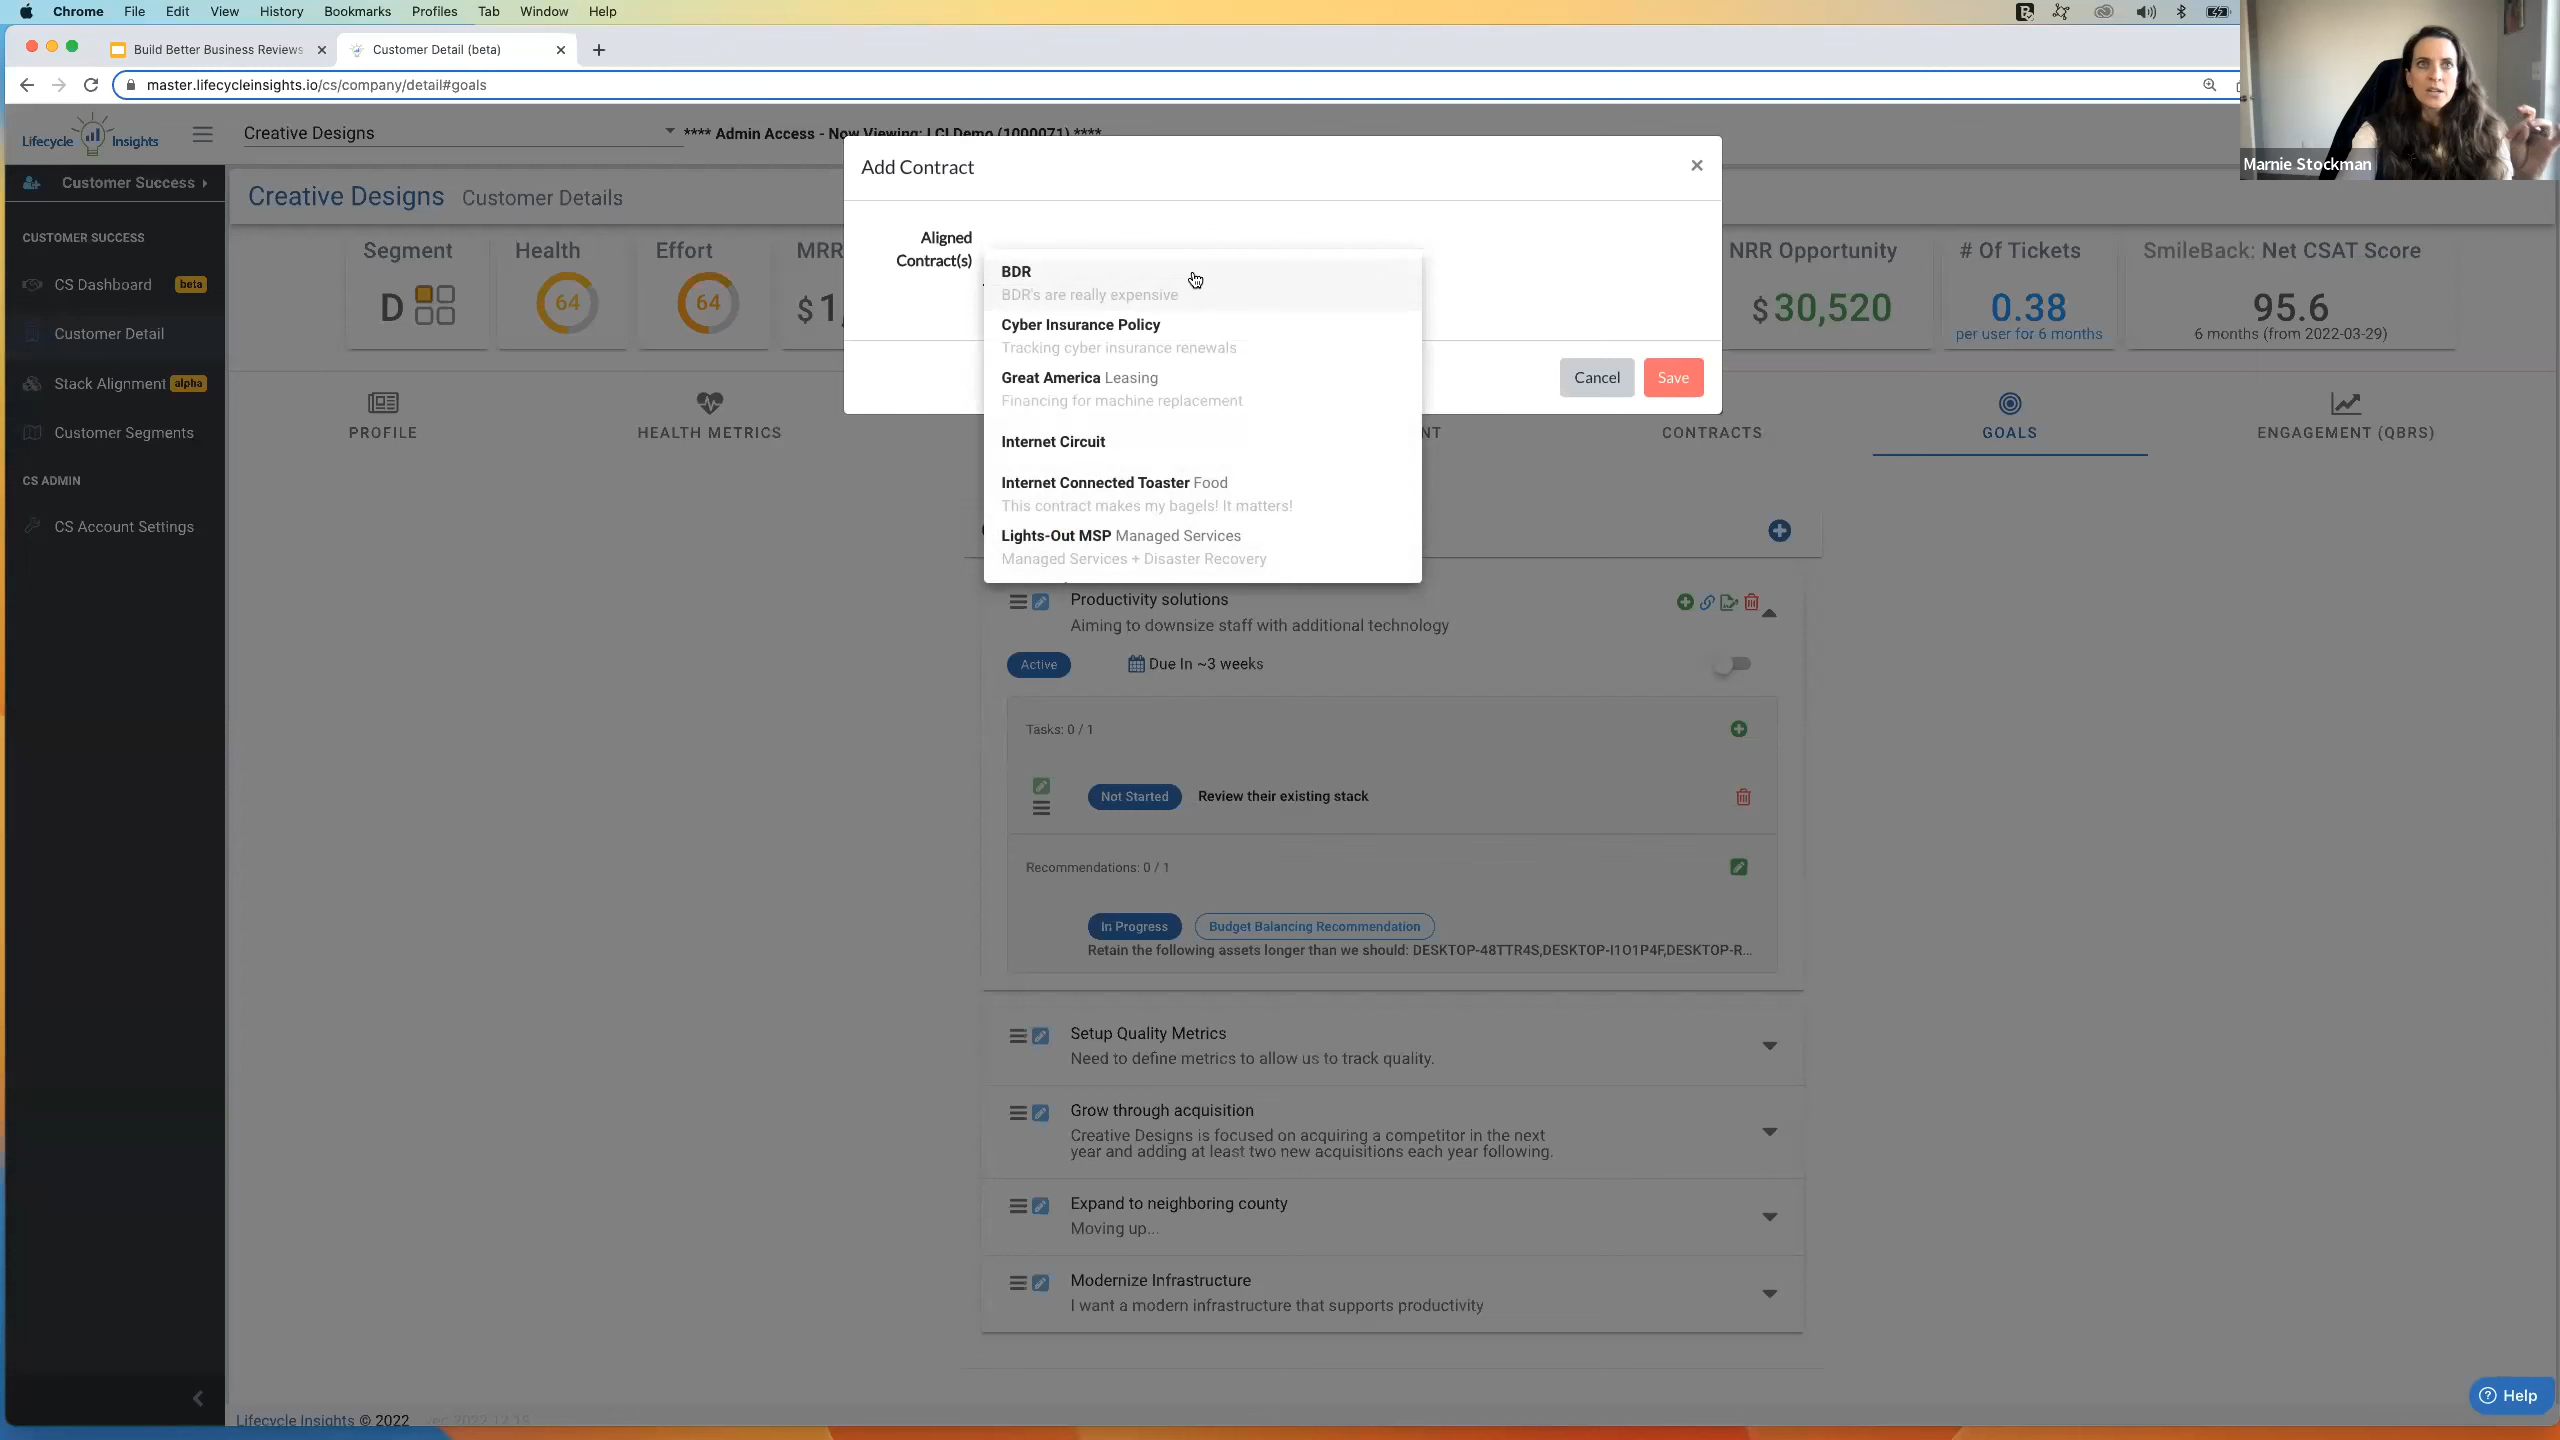 Chrome File Edit View History Bookmarks Profiles Tab Window Help
Build Better Business Reviews
Customer Detail (beta)
master.lifecycleinsights.io/cs/company/detail#goals
Marnie Stockman
Lifecycle Insights
Creative Designs
**** Admin Access - Now Viewing: LCI Demo (1000071) ****
Customer Success
Creative Designs Customer Details
CUSTOMER SUCCESS
CS Dashboard beta
Customer Detail
Stack Alignment alpha
Customer Segments
CS ADMIN
CS Account Settings
Segment
D
Health
64
Effort
64
MRR
$1,
NRR Opportunity
$30,520
# Of Tickets
0.38
per user for 6 months
SmileBack: Net CSAT Score
95.6
6 months (from 2022-03-29)
PROFILE
HEALTH METRICS
NT
CONTRACTS
GOALS
ENGAGEMENT (QBRS)
Add Contract
×
Aligned
Contract(s)
BDR
BDR's are really expensive
Cyber Insurance Policy
Tracking cyber insurance renewals
Great America Leasing
Financing for machine replacement
Internet Circuit
Internet Connected Toaster Food
This contract makes my bagels! It matters!
Lights-Out MSP Managed Services
Managed Services + Disaster Recovery
Cancel
Save
Productivity solutions
Aiming to downsize staff with additional technology
Active
Due In ~3 weeks
Tasks: 0 / 1
Not Started
Review their existing stack
Recommendations: 0 / 1
In Progress
Budget Balancing Recommendation
Retain the following assets longer than we should: DESKTOP-48TTR4S,DESKTOP-I1O1P4F,DESKTOP-R...
Setup Quality Metrics
Need to define metrics to allow us to track quality.
Grow through acquisition
Creative Designs is focused on acquiring a competitor in the next
year and adding at least two new acquisitions each year following.
Expand to neighboring county
Moving up...
Modernize Infrastructure
I want a modern infrastructure that supports productivity
Lifecycle Insights © 2022 ver: 2022.12.19
Help